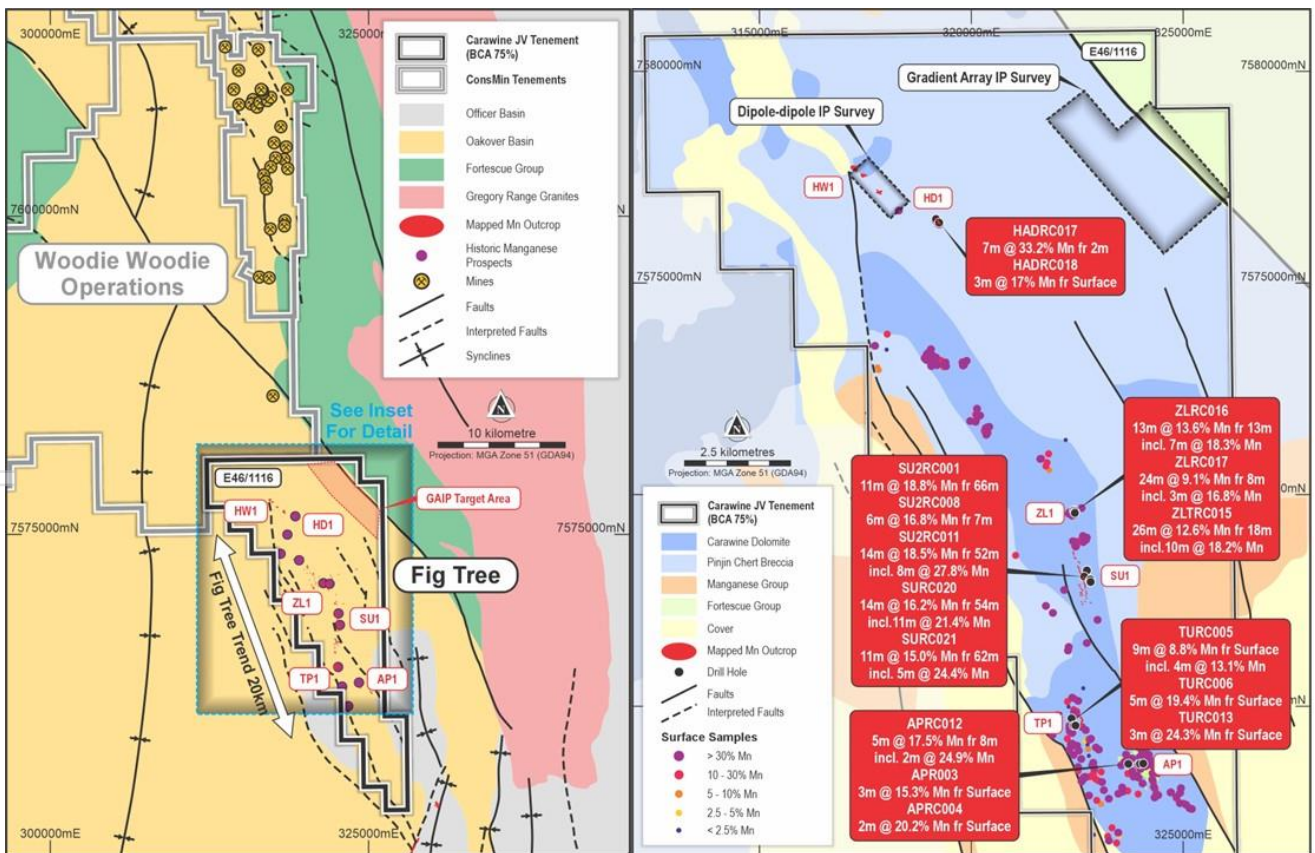 300000mE
325000mE
Carawine JV Tenement
(BCA 75%)
ConsMin Tenements
Officer Basin
Oakover Basin
Fortescue Group
Gregory Range Granites
Mapped Mn Outcrop
Historic Manganese
Prospects
Mines
Faults
Interpreted Faults
Synclines
N
10 kilometre
Projection: MGA Zone 51 (GDA94)
7600000mN
Woodie Woodie
Operations
See Inset
For Detail
E46/1116
GAIP Target Area
HW1
HD1
7575000mN
7575000mN
Fig Tree
ZL1
SU1
Fig Tree Trend 20km
TP1
AP1
300000mE
325000mE
315000mE
320000mE
325000mE
E46/1116
7580000mN
7580000mN
Gradient Array IP Survey
Dipole-dipole IP Survey
HW1
HD1
HADRC017
7m @ 33.2% Mn fr 2m
HADRC018
3m @ 17% Mn fr Surface
7575000mN
7575000mN
N
2.5 kilometres
Projection: MGA Zone 51 (GDA94)
Carawine JV Tenement
(BCA 75%)
Carawine Dolomite
Pinjin Chert Breccia
Manganese Group
Fortescue Group
Cover
Mapped Mn Outcrop
Drill Hole
Faults
Interpreted Faults
Surface Samples
> 30% Mn
10 - 30% Mn
5 - 10% Mn
2.5 - 5% Mn
< 2.5% Mn
SU2RC001
11m @ 18.8% Mn fr 66m
SU2RC008
6m @ 16.8% Mn fr 7m
SU2RC011
14m @ 18.5% Mn fr 52m
incl. 8m @ 27.8% Mn
SURC020
14m @ 16.2% Mn fr 54m
incl.11m @ 21.4% Mn
SURC021
11m @ 15.0% Mn fr 62m
incl. 5m @ 24.4% Mn
ZLRC016
13m @ 13.6% Mn fr 13m
incl. 7m @ 18.3% Mn
ZLRC017
24m @ 9.1% Mn fr 8m
incl. 3m @ 16.8% Mn
ZLTRC015
26m @ 12.6% Mn fr 18m
incl.10m @ 18.2% Mn
ZL1
SU1
TURC005
9m @ 8.8% Mn fr Surface
incl. 4m @ 13.1% Mn
TURC006
5m @ 19.4% Mn fr Surface
TURC013
3m @ 24.3% Mn fr Surface
TP1
AP1
APRC012
5m @ 17.5% Mn fr 8m
incl. 2m @ 24.9% Mn
APR003
3m @ 15.3% Mn fr Surface
APRC004
2m @ 20.2% Mn fr Surface
325000mE